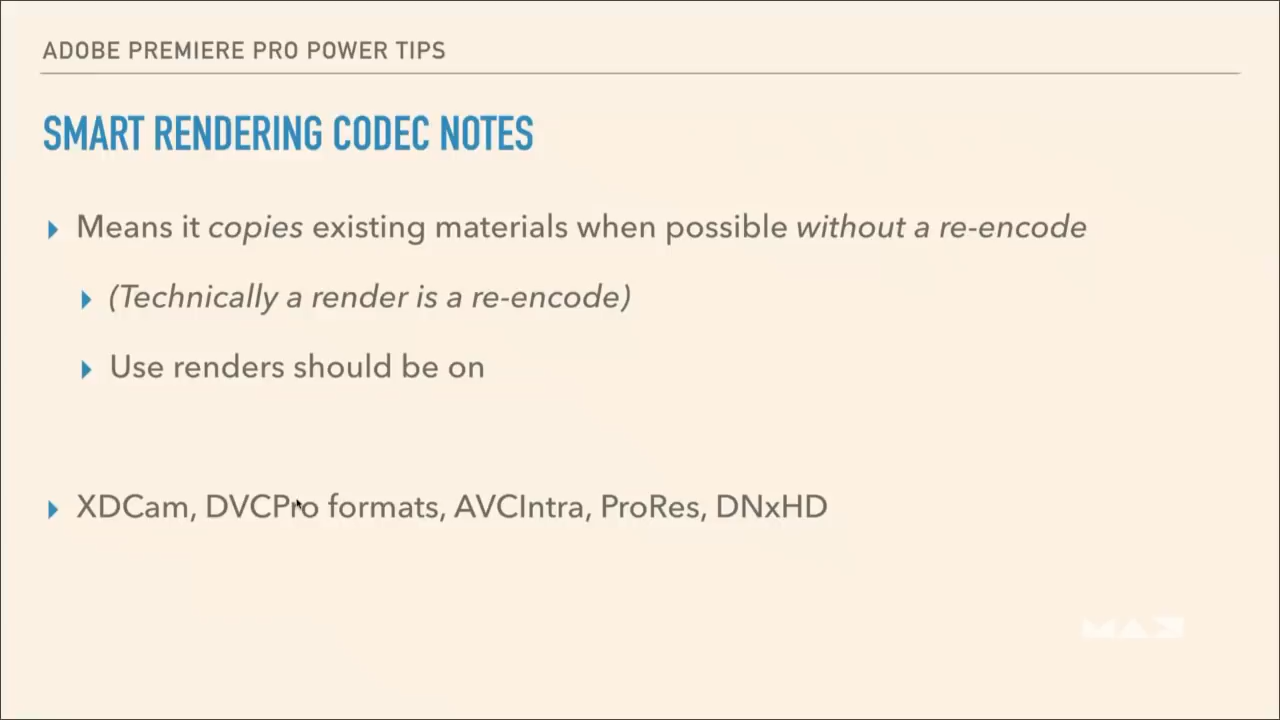 ADOBE PREMIERE PRO POWER TIPS
SMART RENDERING CODEC NOTES
Means it copies existing materials when possible without a re-encode
(Technically a render is a re-encode)
Use renders should be on
XDCam, DVCPro formats, AVCIntra, ProRes, DNxHD
MAX